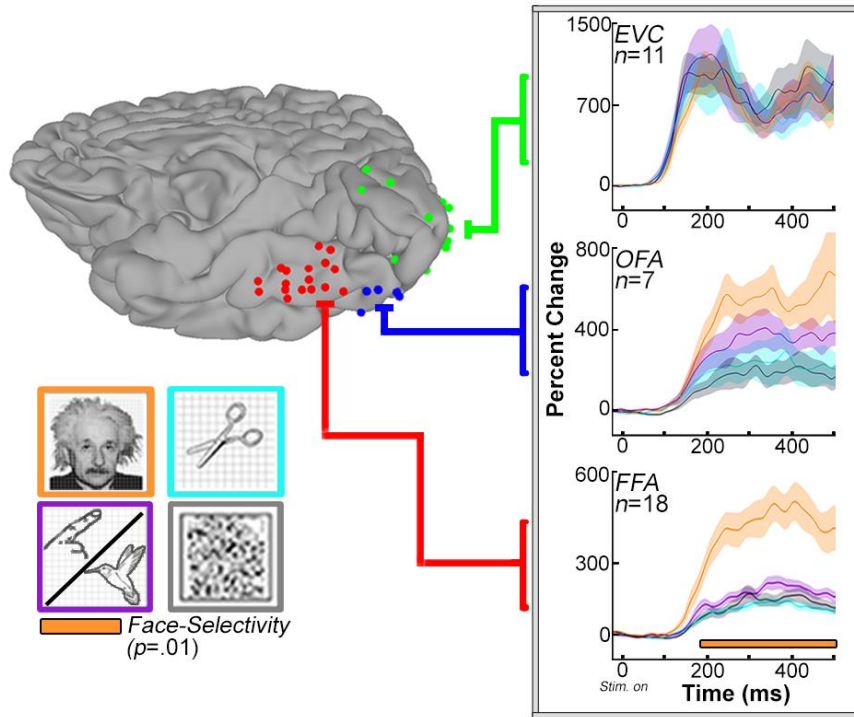 1500
EVC
n=11
700
0
0
200
400
800
OFA
n=7
400
0
0
200
400
Percent Change
600
FFA
n=18
300
0
0
200
400
Stim. on
Time (ms)
Face-Selectivity
(p=.01)